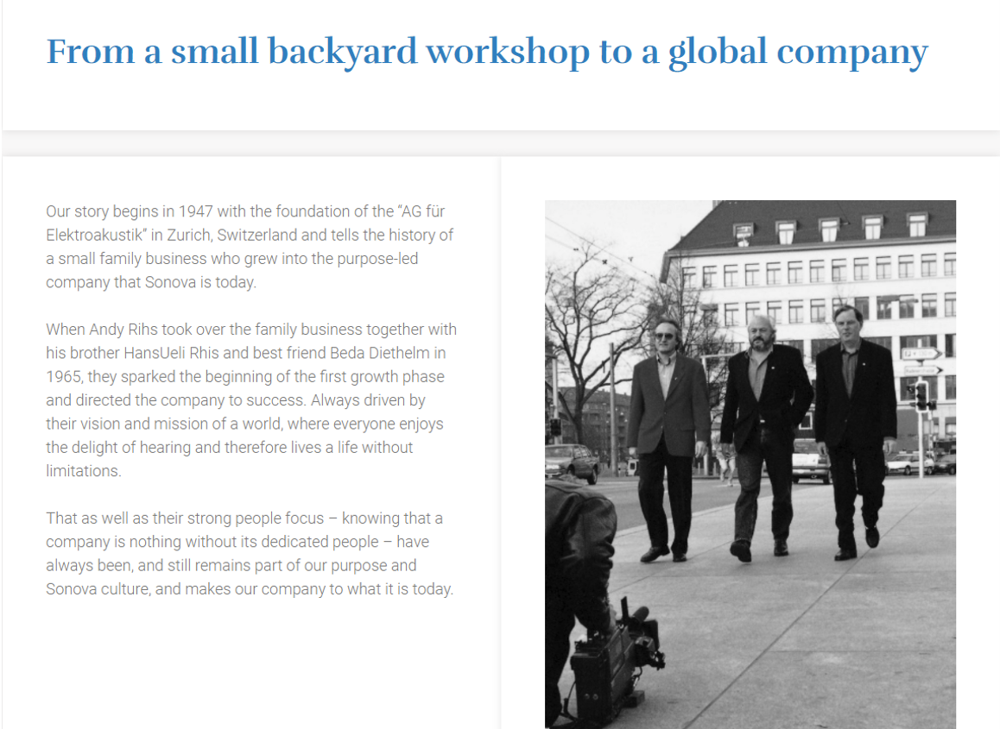 From a small backyard workshop to a global company
Our story begins in 1947 with the foundation of the “AG für
Elektroakustik” in Zurich, Switzerland and tells the history of
a small family business who grew into the purpose-led
company that Sonova is today.
When Andy Rihs took over the family business together with
his brother HansUeli Rhis and best friend Beda Diethelm in
1965, they sparked the beginning of the first growth phase
and directed the company to success. Always driven by
their vision and mission of a world, where everyone enjoys
the delight of hearing and therefore lives a life without
limitations.
That as well as their strong people focus – knowing that a
company is nothing without its dedicated people – have
always been, and still remains part of our purpose and
Sonova culture, and makes our company to what it is today.